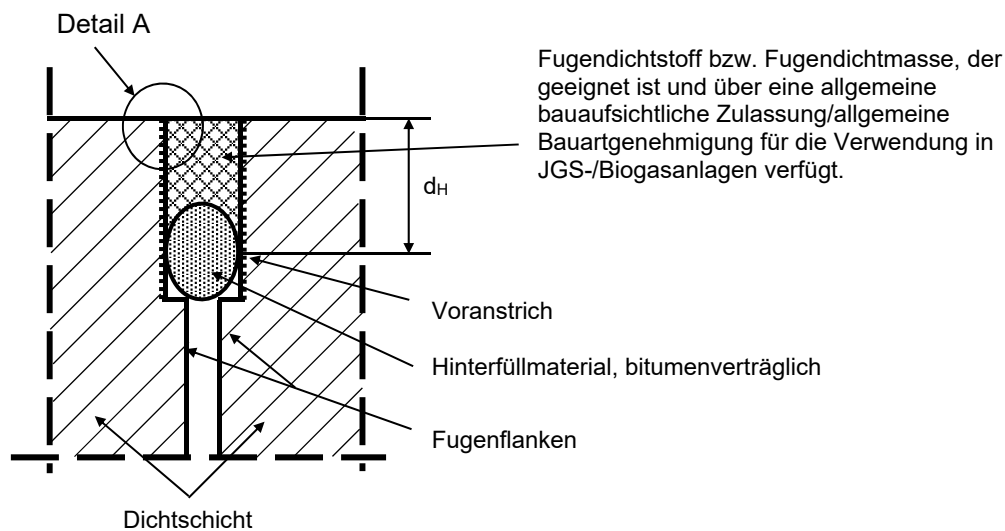 Detail A
Fugendichtstoff bzw. Fugendichtmasse, der
geeignet ist und über eine allgemeine
bauaufsichtliche Zulassung/allgemeine
Bauartgenehmigung für die Verwendung in
JGS-/Biogasanlagen verfügt.
dH
Voranstrich
Hinterfüllmaterial, bitumenverträglich
Fugenflanken
Dichtschicht